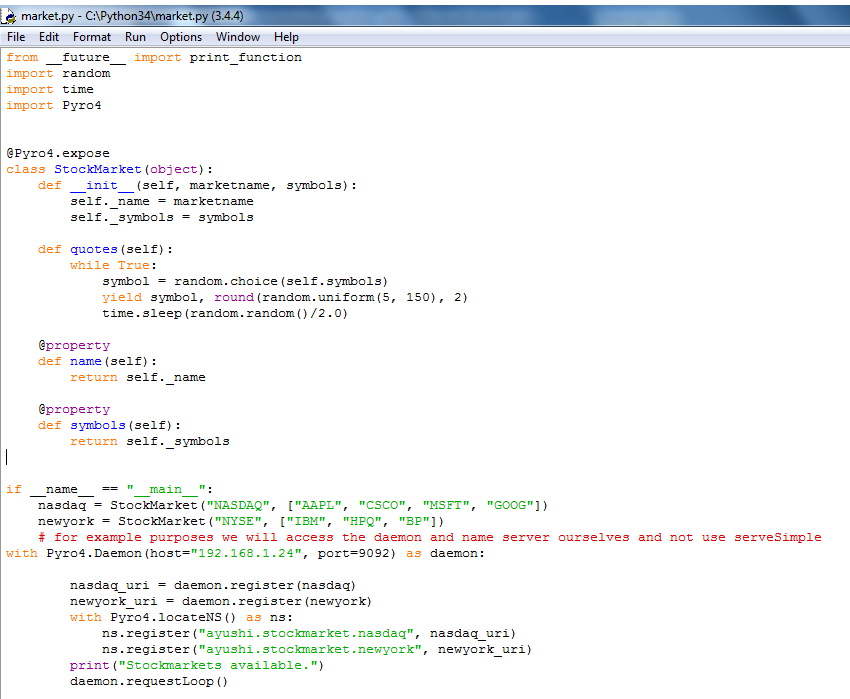 market.py - C:\Python34\market.py (3.4.4)
File Edit Format Run Options Window Help
from __future__ import print_function
import random
import time
import Pyro4
@Pyro4.expose
class StockMarket(object):
    def __init__(self, marketname, symbols):
        self._name = marketname
        self._symbols = symbols
    def quotes(self):
        while True:
            symbol = random.choice(self.symbols)
            yield symbol, round(random.uniform(5, 150), 2)
            time.sleep(random.random()/2.0)
    @property
    def name(self):
        return self._name
    @property
    def symbols(self):
        return self._symbols
if __name__ == "__main__":
    nasdaq = StockMarket("NASDAQ", ["AAPL", "CSCO", "MSFT", "GOOG"])
    newyork = StockMarket("NYSE", ["IBM", "HPQ", "BP"])
    # for example purposes we will access the daemon and name server ourselves and not use serveSimple
with Pyro4.Daemon(host="192.168.1.24", port=9092) as daemon:
        nasdaq_uri = daemon.register(nasdaq)
        newyork_uri = daemon.register(newyork)
        with Pyro4.locateNS() as ns:
            ns.register("ayushi.stockmarket.nasdaq", nasdaq_uri)
            ns.register("ayushi.stockmarket.newyork", newyork_uri)
        print("Stockmarkets available.")
        daemon.requestLoop()